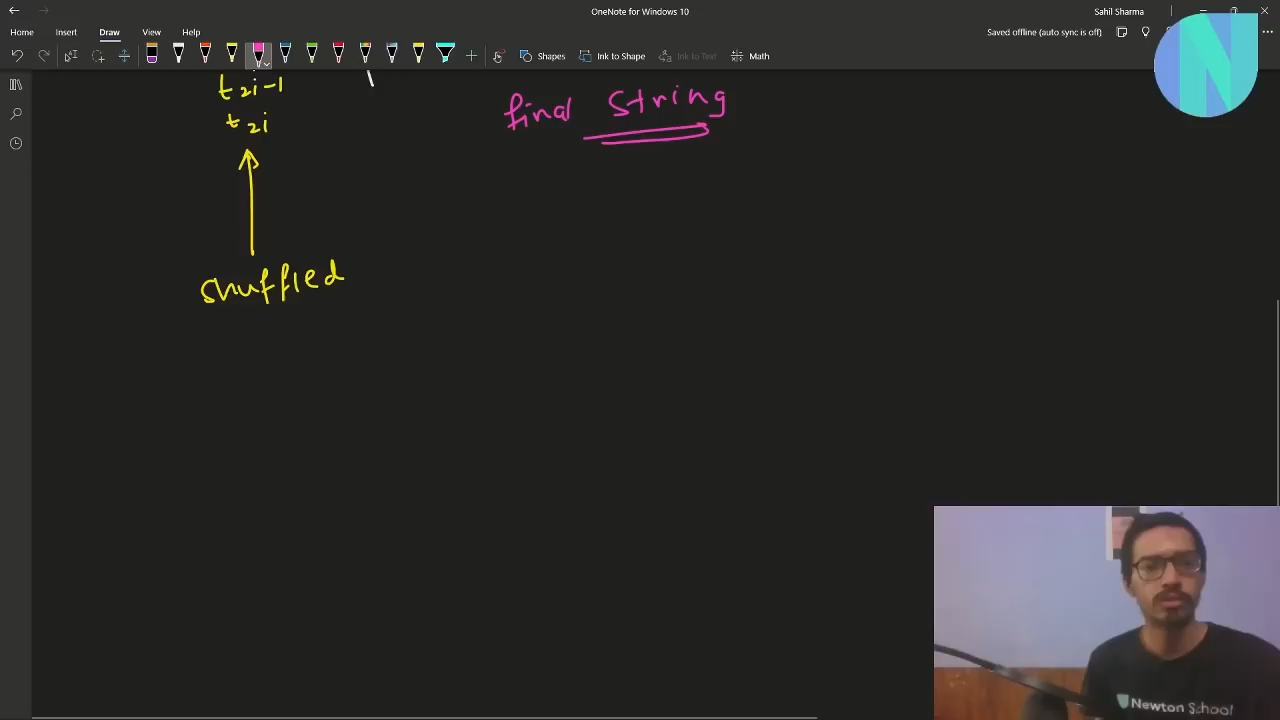 OneNote for Windows 10
Sahil Sharma
Home Insert Draw View Help
Saved offline (auto sync is off)
Shapes Ink to Shape Ink to Text Math
t2i-1
t2i
final String
shuffled
Newton School